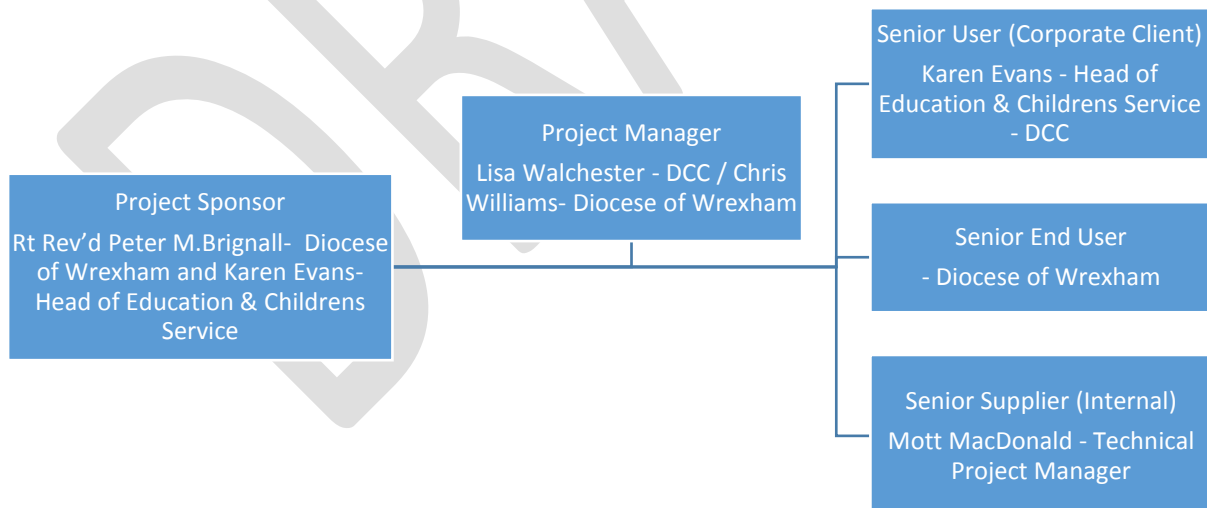 Project Sponsor
Rt Rev'd Peter M.Brignall-  Diocese
of Wrexham and Karen Evans-
Head of Education & Childrens
Service
Project Manager
Lisa Walchester - DCC / Chris
Williams- Diocese of Wrexham
Senior User (Corporate Client)
Karen Evans - Head of
Education & Childrens Service
- DCC
Senior End User
- Diocese of Wrexham
Senior Supplier (Internal)
Mott MacDonald - Technical
Project Manager